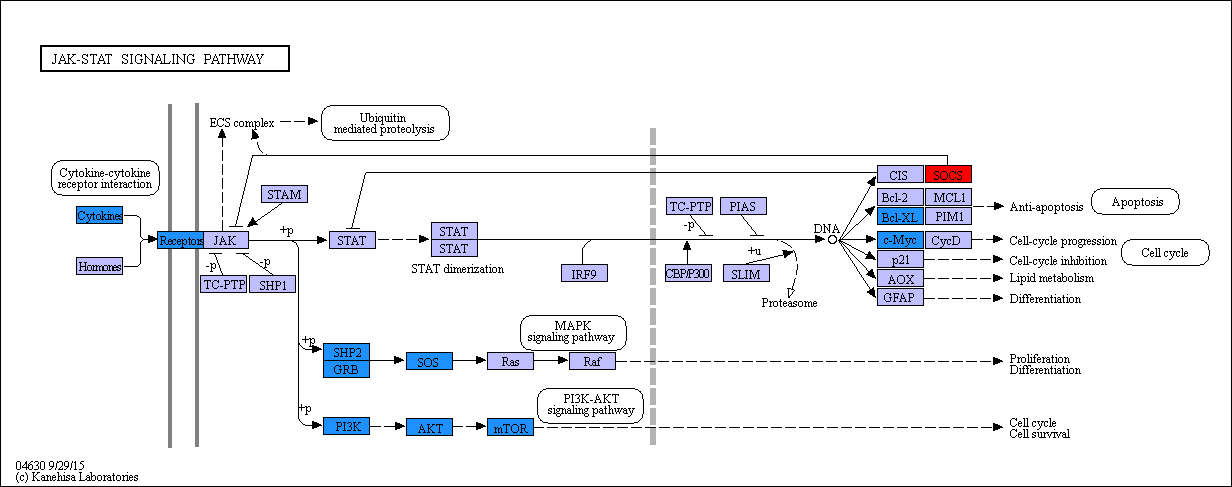 JAK-STAT SIGNALING PATHWAY
ECS complex
Ubiquitin
mediated proteolysis
Cytokine-cytokine
receptor interaction
Cytokines
Hormones
Receptors
JAK
STAM
+p
-p
-p
TC-PTP
SHP1
STAT
STAT
STAT
STAT dimerization
IRF9
TC-PTP
PIAS
-p
CBP/P300
+u
SLIM
Proteasome
DNA
CIS
SOCS
Bcl-2
MCL1
Bcl-XL
PIM1
c-Myc
CycD
p21
AOX
GFAP
Anti-apoptosis
Apoptosis
Cell-cycle progression
Cell-cycle inhibition
Cell cycle
Lipid metabolism
Differentiation
+p
SHP2
GRB
SOS
Ras
Raf
MAPK
signaling pathway
Proliferation
Differentiation
+p
PI3K
AKT
mTOR
PI3K-AKT
signaling pathway
Cell cycle
Cell survival
04630 9/29/15
(c) Kanehisa Laboratories